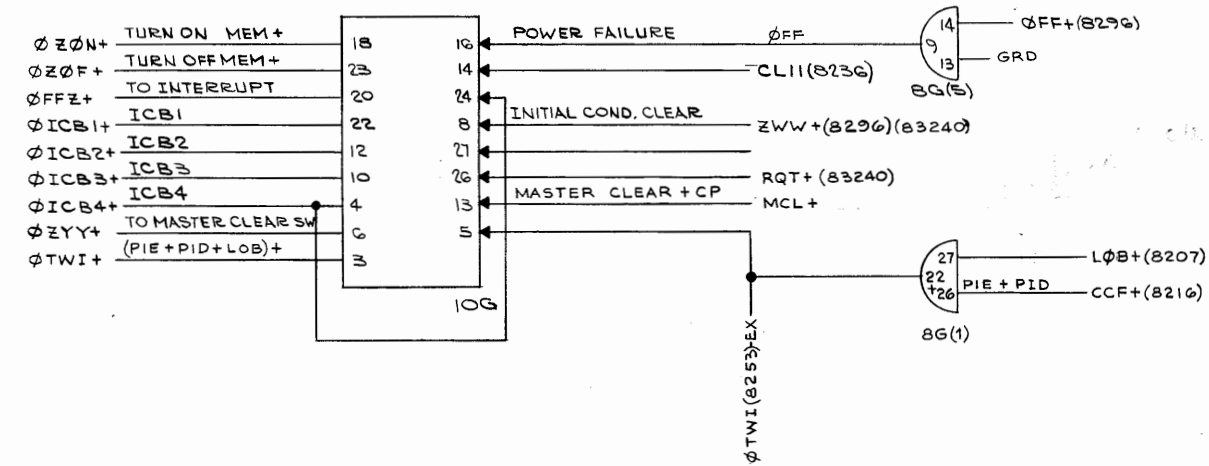 ØZØN+ TURN ON MEM+ 18
ØZØF+ TURN OFF MEM+ 23
ØFFZ+ TO INTERRUPT 20
ØICB1+ ICB1 22
ØICB2+ ICB2 12
ØICB3+ ICB3 10
ØICB4+ ICB4 4
ØZYY+ TO MASTER CLEAR SW 6
ØTWI+ (PIE+PID+LOB)+ 3
16 POWER FAILURE ØFF
14 CL11(8236)
24
8 INITIAL COND. CLEAR ZWW+(8296)(83240)
27
26 RQT+(83240)
13 MASTER CLEAR + CP MCL+
5
10G
14 ØFF+(8296)
9
13 GRD
8G(5)
27 LØB+(8207)
22
+
26 PIE + PID CCF+(8216)
8G(1)
ØTWI(8253)-EX